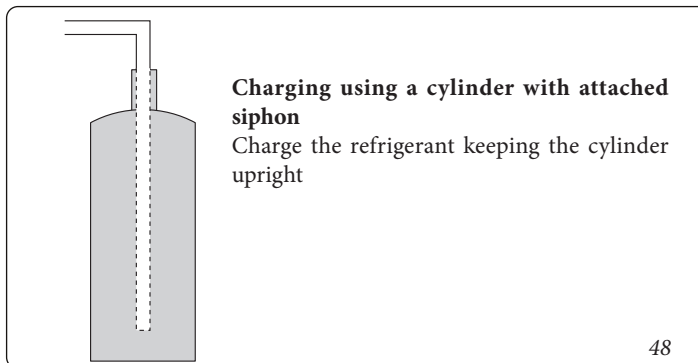 Charging using a cylinder with attached
siphon
Charge the refrigerant keeping the cylinder
upright
48